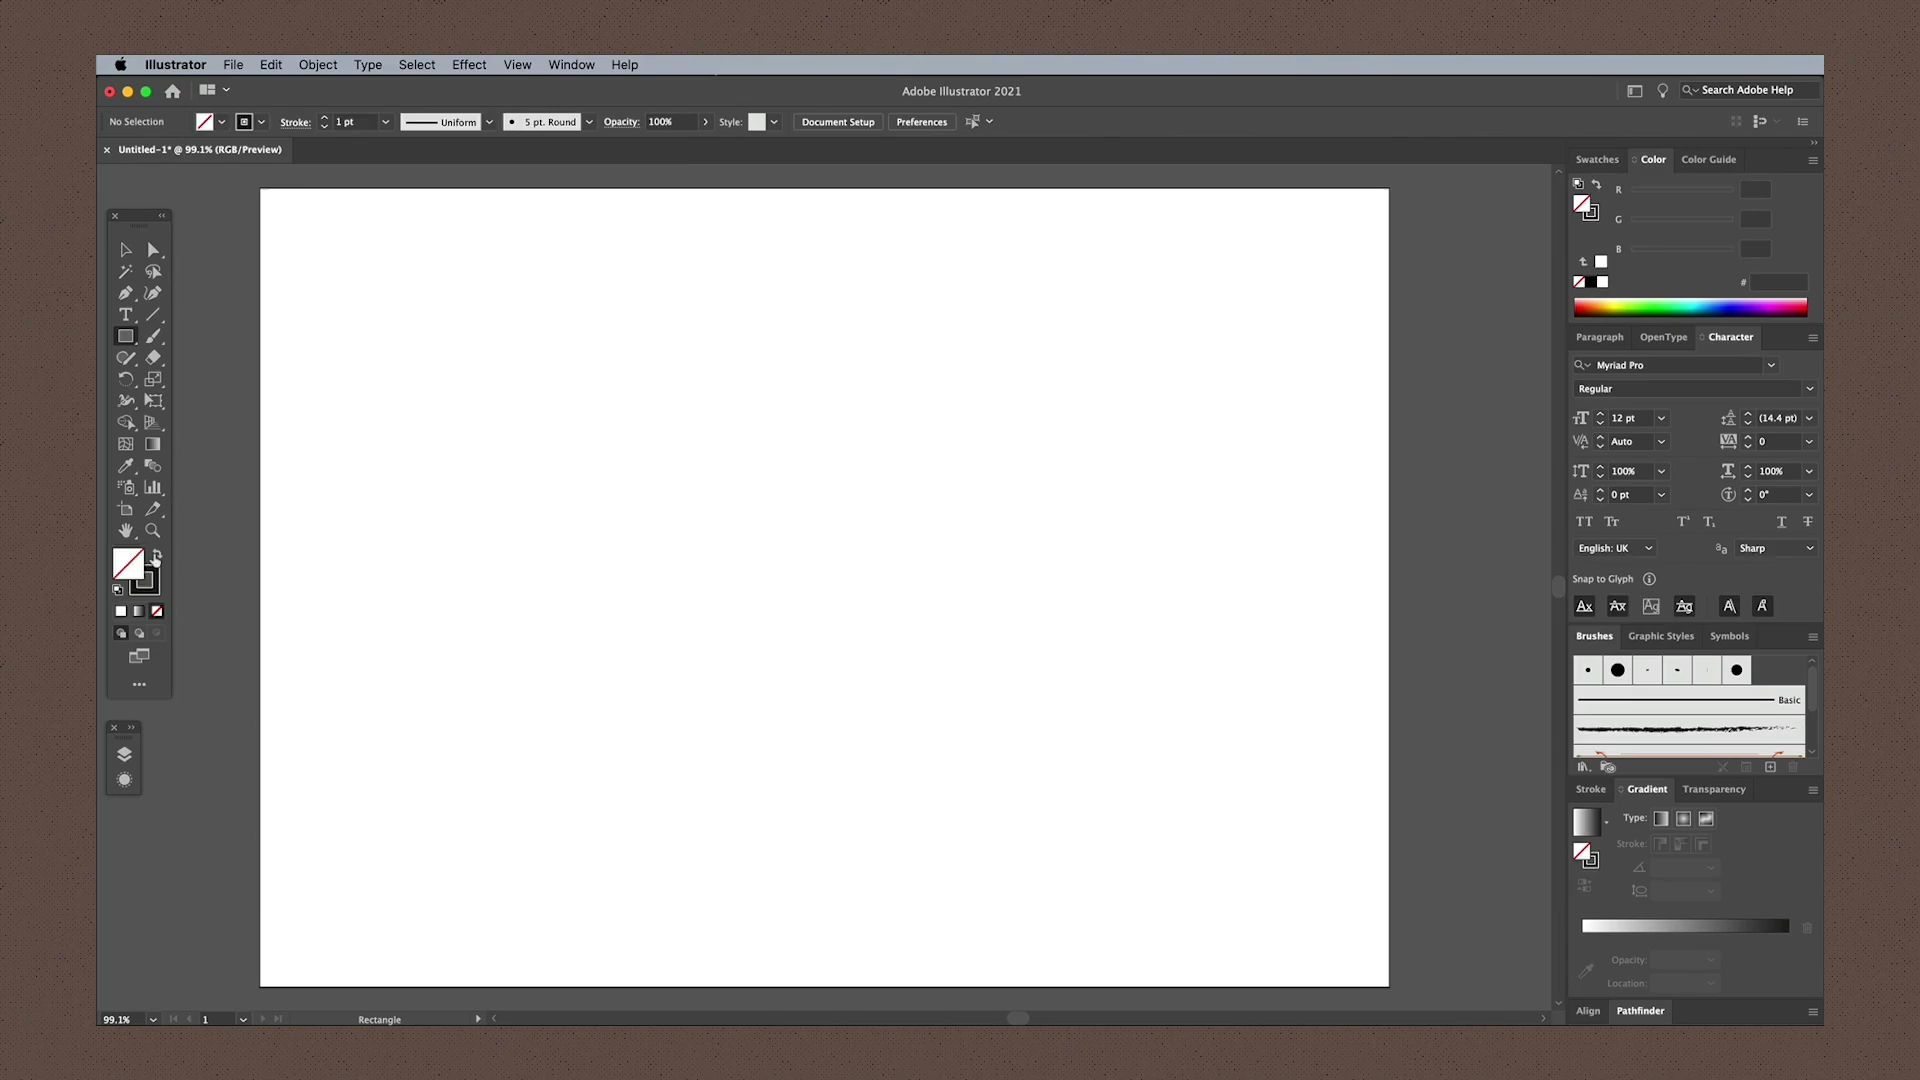 Illustrator File Edit Object Type Select Effect View Window Help
Adobe Illustrator 2021
Search Adobe Help
No Selection Stroke: 1 pt Uniform 5 pt. Round Opacity: 100% Style: Document Setup Preferences
Untitled-1* @ 99.1% (RGB/Preview)
Swatches Color Color Guide
R
G
B
#
Paragraph OpenType Character
Myriad Pro
Regular
12 pt (14.4 pt)
Auto 0
100% 100%
0 pt 0°
English: UK Sharp
Snap to Glyph
Brushes Graphic Styles Symbols
Basic
Stroke Gradient Transparency
Type:
Stroke:
Opacity:
Location:
Align Pathfinder
99.1% 1 Rectangle